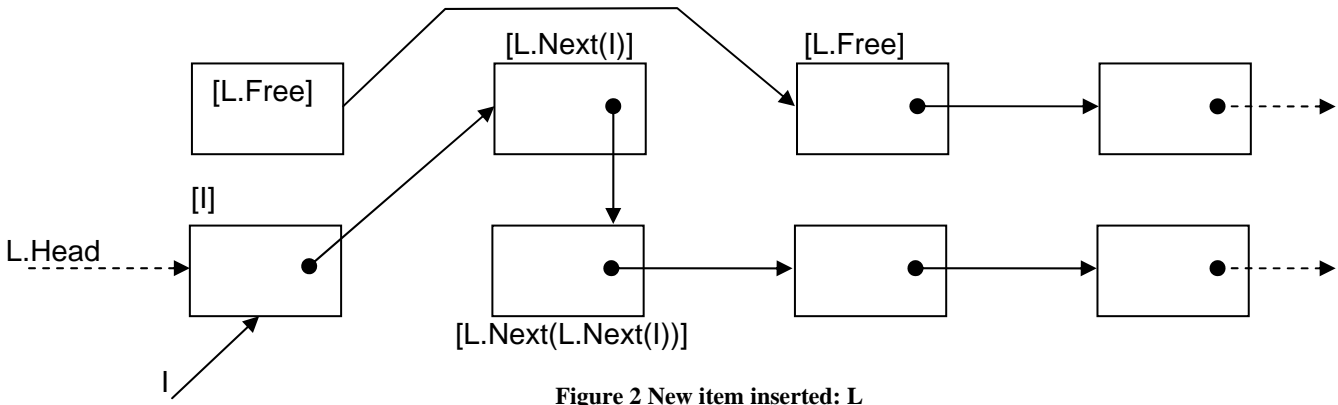 [L.Next(I)]
[L.Free]
[L.Free]
[I]
L.Head
[L.Next(L.Next(I))]
I
Figure 2 New item inserted: L